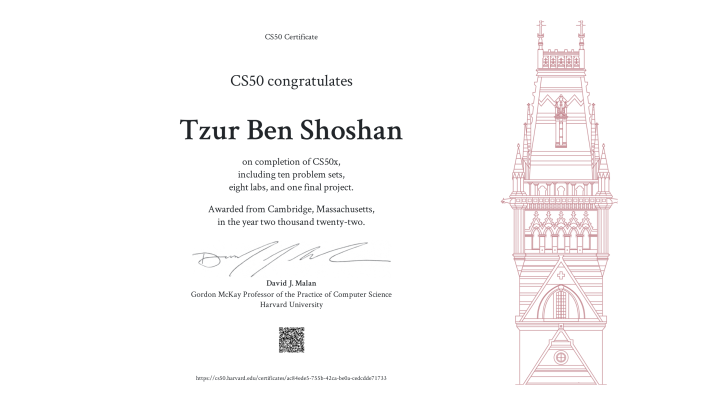 CS50 Certificate
CS50 congratulates
Tzur Ben Shoshan
on completion of CS50x,
including ten problem sets,
eight labs, and one final project.
Awarded from Cambridge, Massachusetts,
in the year two thousand twenty-two.
David J. Malan
Gordon McKay Professor of the Practice of Computer Science
Harvard University
https://cs50.harvard.edu/certificates/ac84ede5-755b-42ca-be0a-cedcdde71733